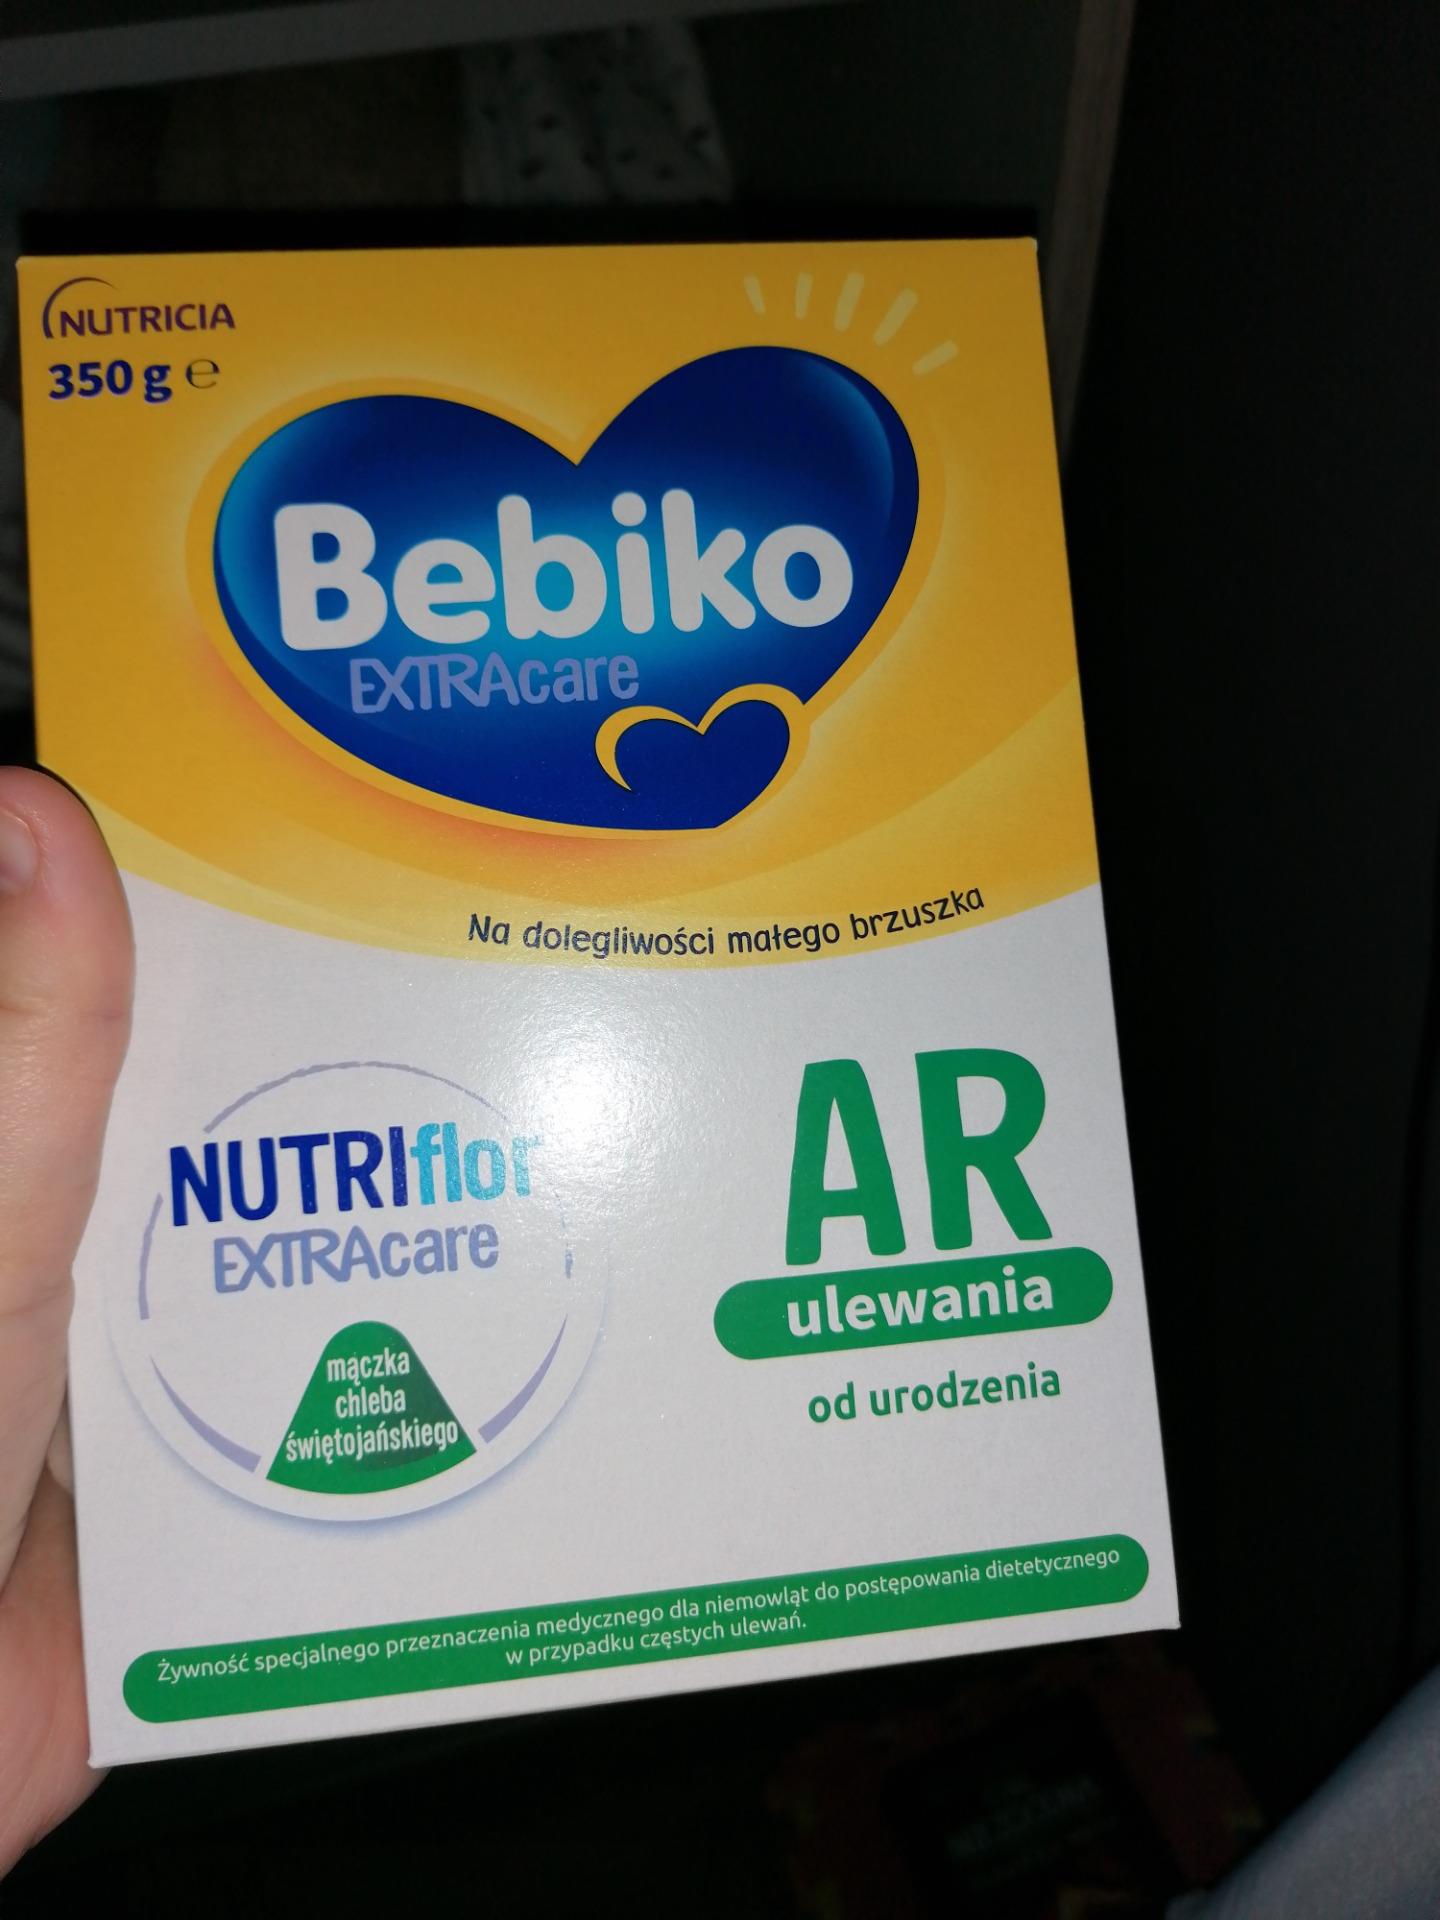 NUTRICIA
350 g ℮
Bebiko
EXTRAcare
Na dolegliwości małego brzuszka
NUTRIflor
EXTRAcare
mączka
chleba
świętojańskiego
AR
ulewania
od urodzenia
Żywność specjalnego przeznaczenia medycznego dla niemowląt do postępowania dietetycznego
w przypadku częstych ulewań.